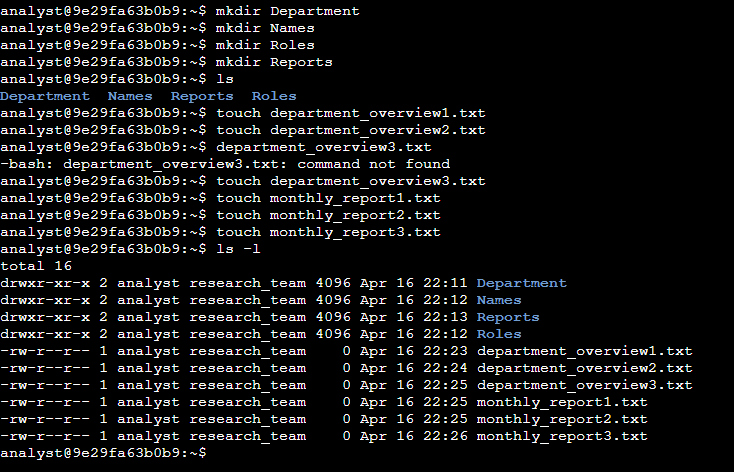 analyst@9e29fa63b0b9:~$ mkdir Department
analyst@9e29fa63b0b9:~$ mkdir Names
analyst@9e29fa63b0b9:~$ mkdir Roles
analyst@9e29fa63b0b9:~$ mkdir Reports
analyst@9e29fa63b0b9:~$ ls
Department  Names  Reports  Roles
analyst@9e29fa63b0b9:~$ touch department_overview1.txt
analyst@9e29fa63b0b9:~$ touch department_overview2.txt
analyst@9e29fa63b0b9:~$ department_overview3.txt
-bash: department_overview3.txt: command not found
analyst@9e29fa63b0b9:~$ touch department_overview3.txt
analyst@9e29fa63b0b9:~$ touch monthly_report1.txt
analyst@9e29fa63b0b9:~$ touch monthly_report2.txt
analyst@9e29fa63b0b9:~$ touch monthly_report3.txt
analyst@9e29fa63b0b9:~$ ls -l
total 16
drwxr-xr-x 2 analyst research_team 4096 Apr 16 22:11 Department
drwxr-xr-x 2 analyst research_team 4096 Apr 16 22:12 Names
drwxr-xr-x 2 analyst research_team 4096 Apr 16 22:13 Reports
drwxr-xr-x 2 analyst research_team 4096 Apr 16 22:12 Roles
-rw-r--r-- 1 analyst research_team    0 Apr 16 22:23 department_overview1.txt
-rw-r--r-- 1 analyst research_team    0 Apr 16 22:24 department_overview2.txt
-rw-r--r-- 1 analyst research_team    0 Apr 16 22:25 department_overview3.txt
-rw-r--r-- 1 analyst research_team    0 Apr 16 22:25 monthly_report1.txt
-rw-r--r-- 1 analyst research_team    0 Apr 16 22:25 monthly_report2.txt
-rw-r--r-- 1 analyst research_team    0 Apr 16 22:26 monthly_report3.txt
analyst@9e29fa63b0b9:~$